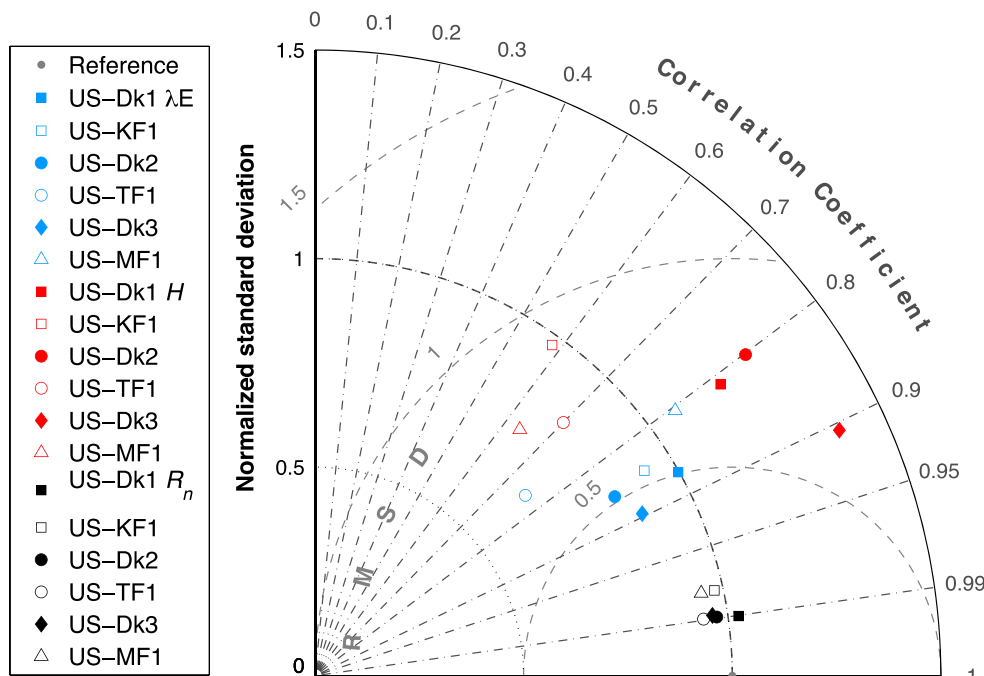 Reference
US−Dk1 λE
US−KF1
US−Dk2
US−TF1
US−Dk3
US−MF1
US−Dk1 H
US−KF1
US−Dk2
US−TF1
US−Dk3
US−MF1
US−Dk1 Rn
US−KF1
US−Dk2
US−TF1
US−Dk3
US−MF1
Normalized standard deviation
1.5
1
0.5
0
0
0.1
0.2
0.3
0.4
0.5
0.6
0.7
0.8
0.9
0.95
0.99
1
Correlation Coefficient
1.5
1
0.5
R M S D